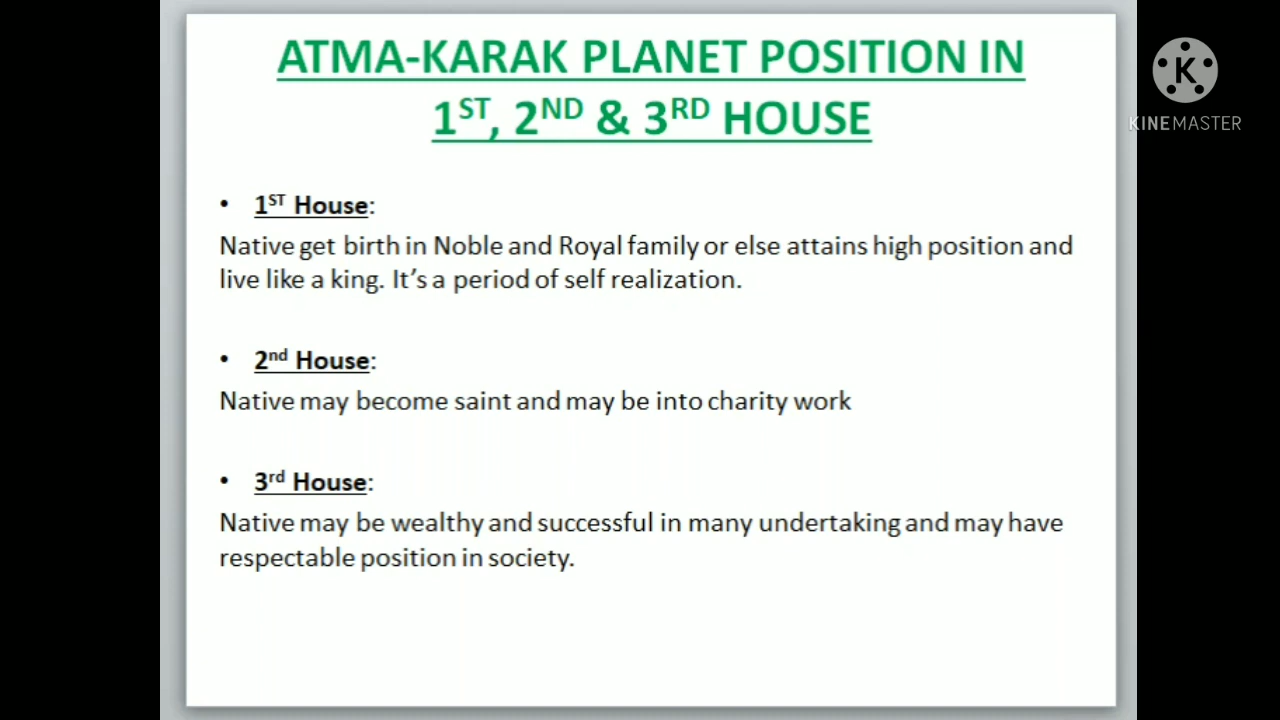 ATMA-KARAK PLANET POSITION IN
1ST, 2ND & 3RD HOUSE
K
KINEMASTER
• 1ST House:
Native get birth in Noble and Royal family or else attains high position and
live like a king. It's a period of self realization.
• 2nd House:
Native may become saint and may be into charity work
• 3rd House:
Native may be wealthy and successful in many undertaking and may have
respectable position in society.